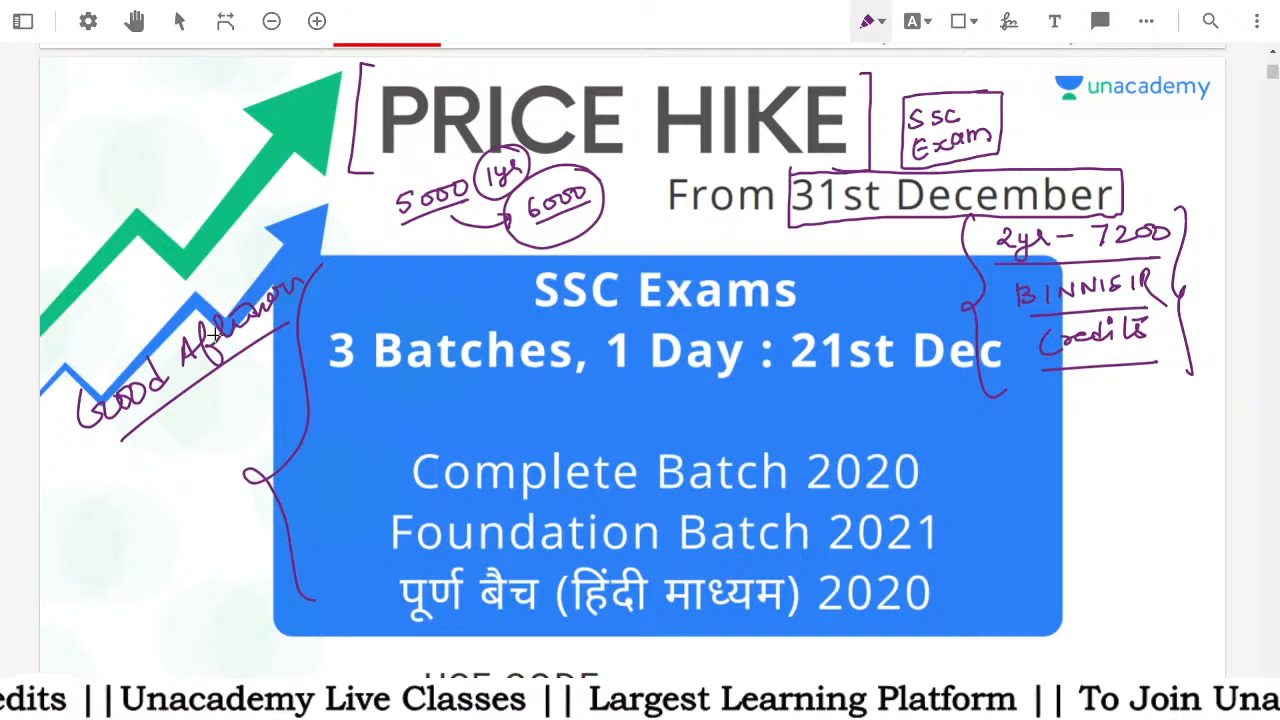 PRICE HIKE
unacademy
SSC
Exam
5000 1yr 6000
From 31st December
2yr - 7200
BINNISIR
Credits
Good Afternoon
SSC Exams
3 Batches, 1 Day : 21st Dec
Complete Batch 2020
Foundation Batch 2021
पूर्ण बैच (हिंदी माध्यम) 2020
edits ||Unacademy Live Classes || Largest Learning Platform || To Join Una